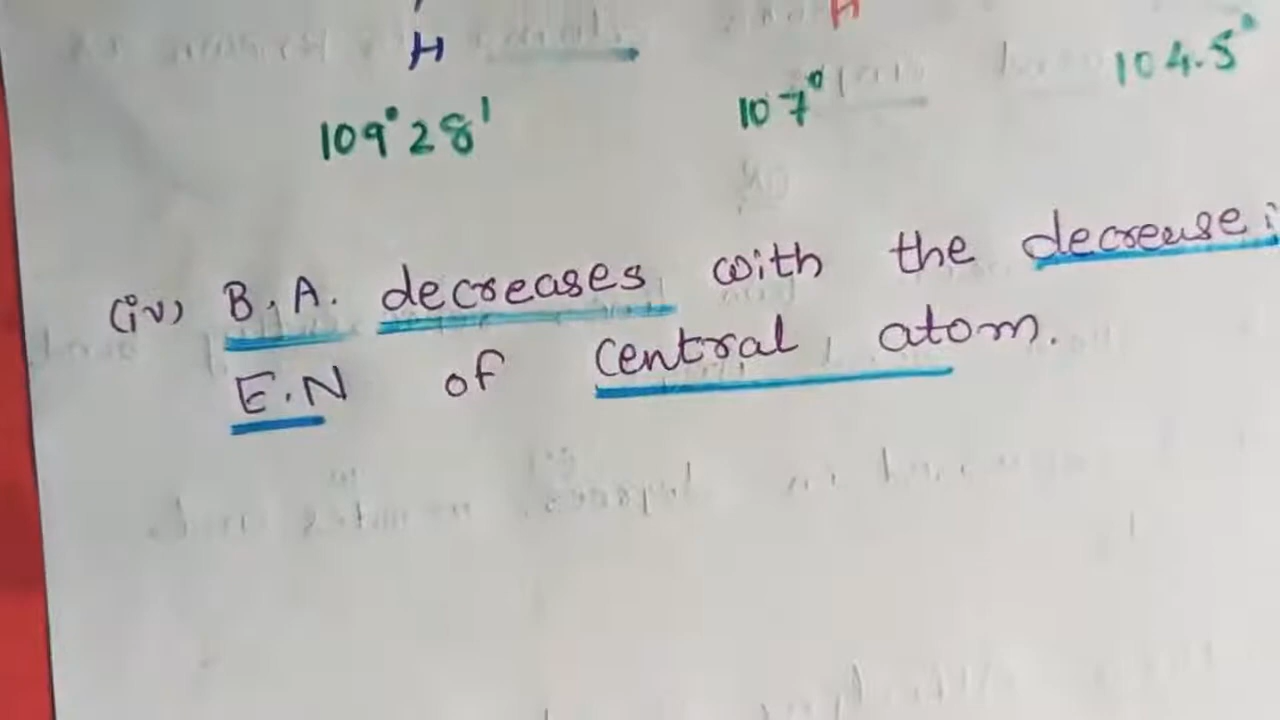 H
H
109°28' 107° 104.5°
(iv) B.A. decreases with the decrease
E.N of central atom.